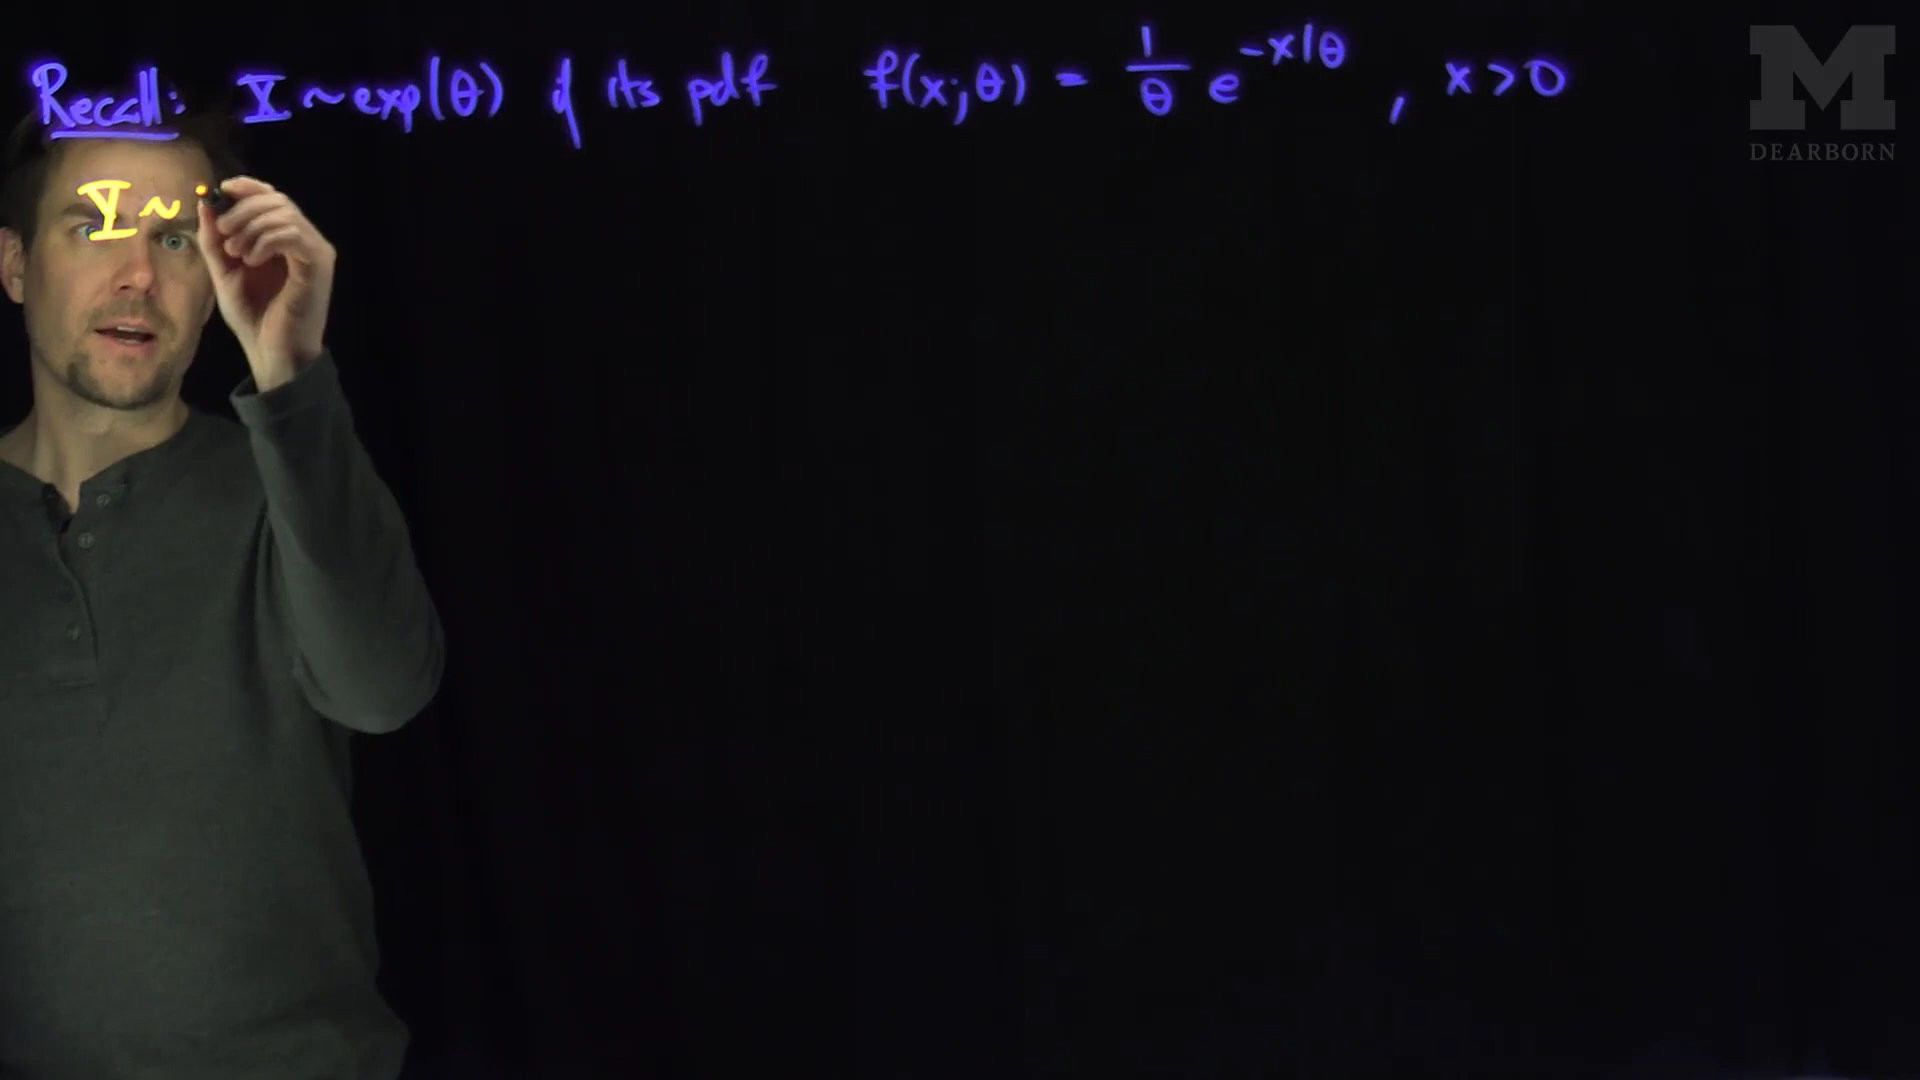 Recall: X ~ exp(θ) if its pdf f(x;θ) = 1/θ e^{-x/θ} , x > 0
M
DEARBORN
Y ~